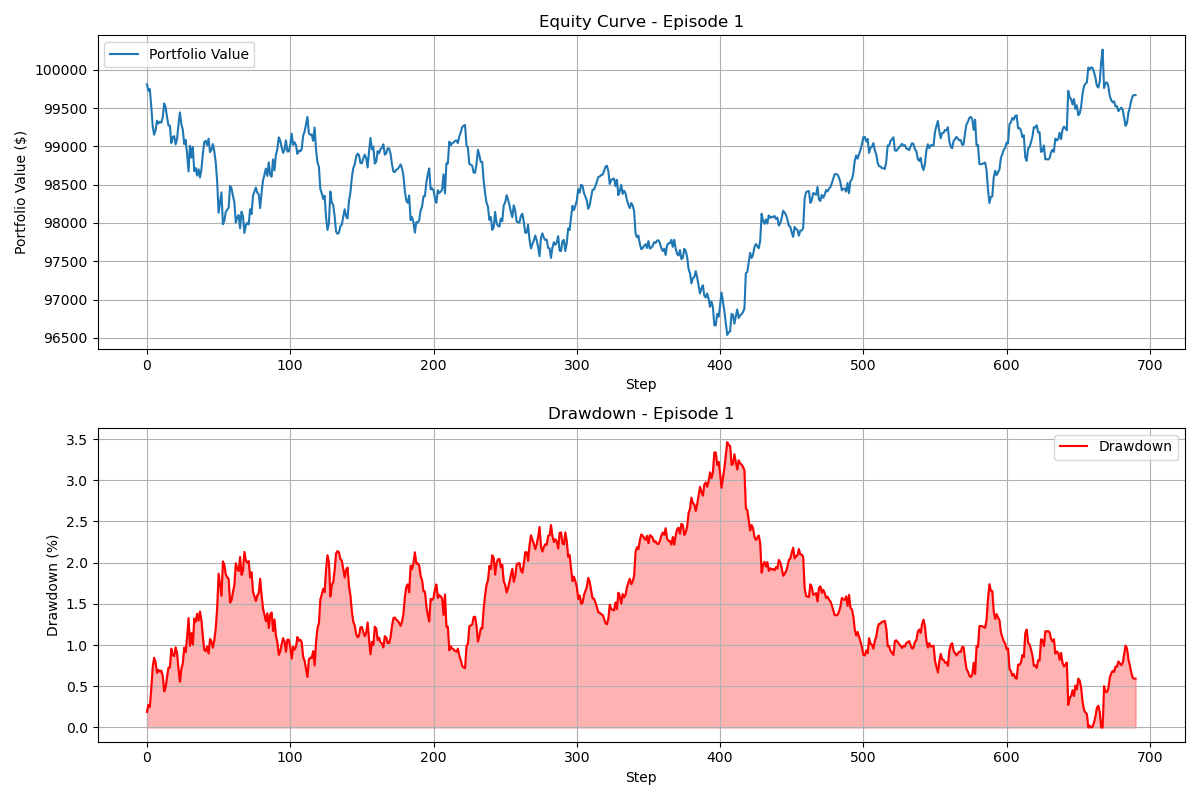 Equity Curve - Episode 1
Portfolio Value
Portfolio Value ($)
100000
99500
99000
98500
98000
97500
97000
96500
0 100 200 300 400 500 600 700
Step
Drawdown - Episode 1
Drawdown
Drawdown (%)
3.5
3.0
2.5
2.0
1.5
1.0
0.5
0.0
0 100 200 300 400 500 600 700
Step